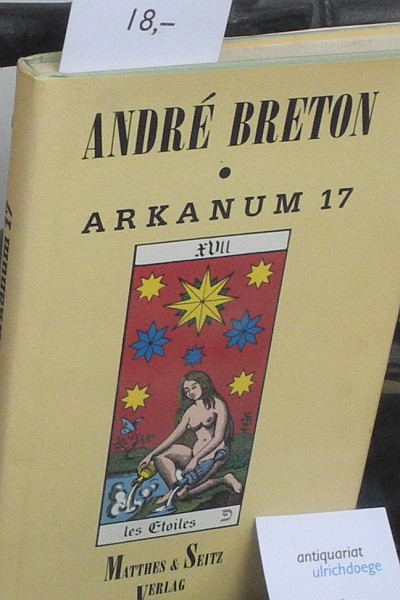 18,-
ANDRÉ BRETON
ARKANUM 17
XVII
les Etoiles
MATTHES & SEITZ
VERLAG
antiquariat
ulrichdoege